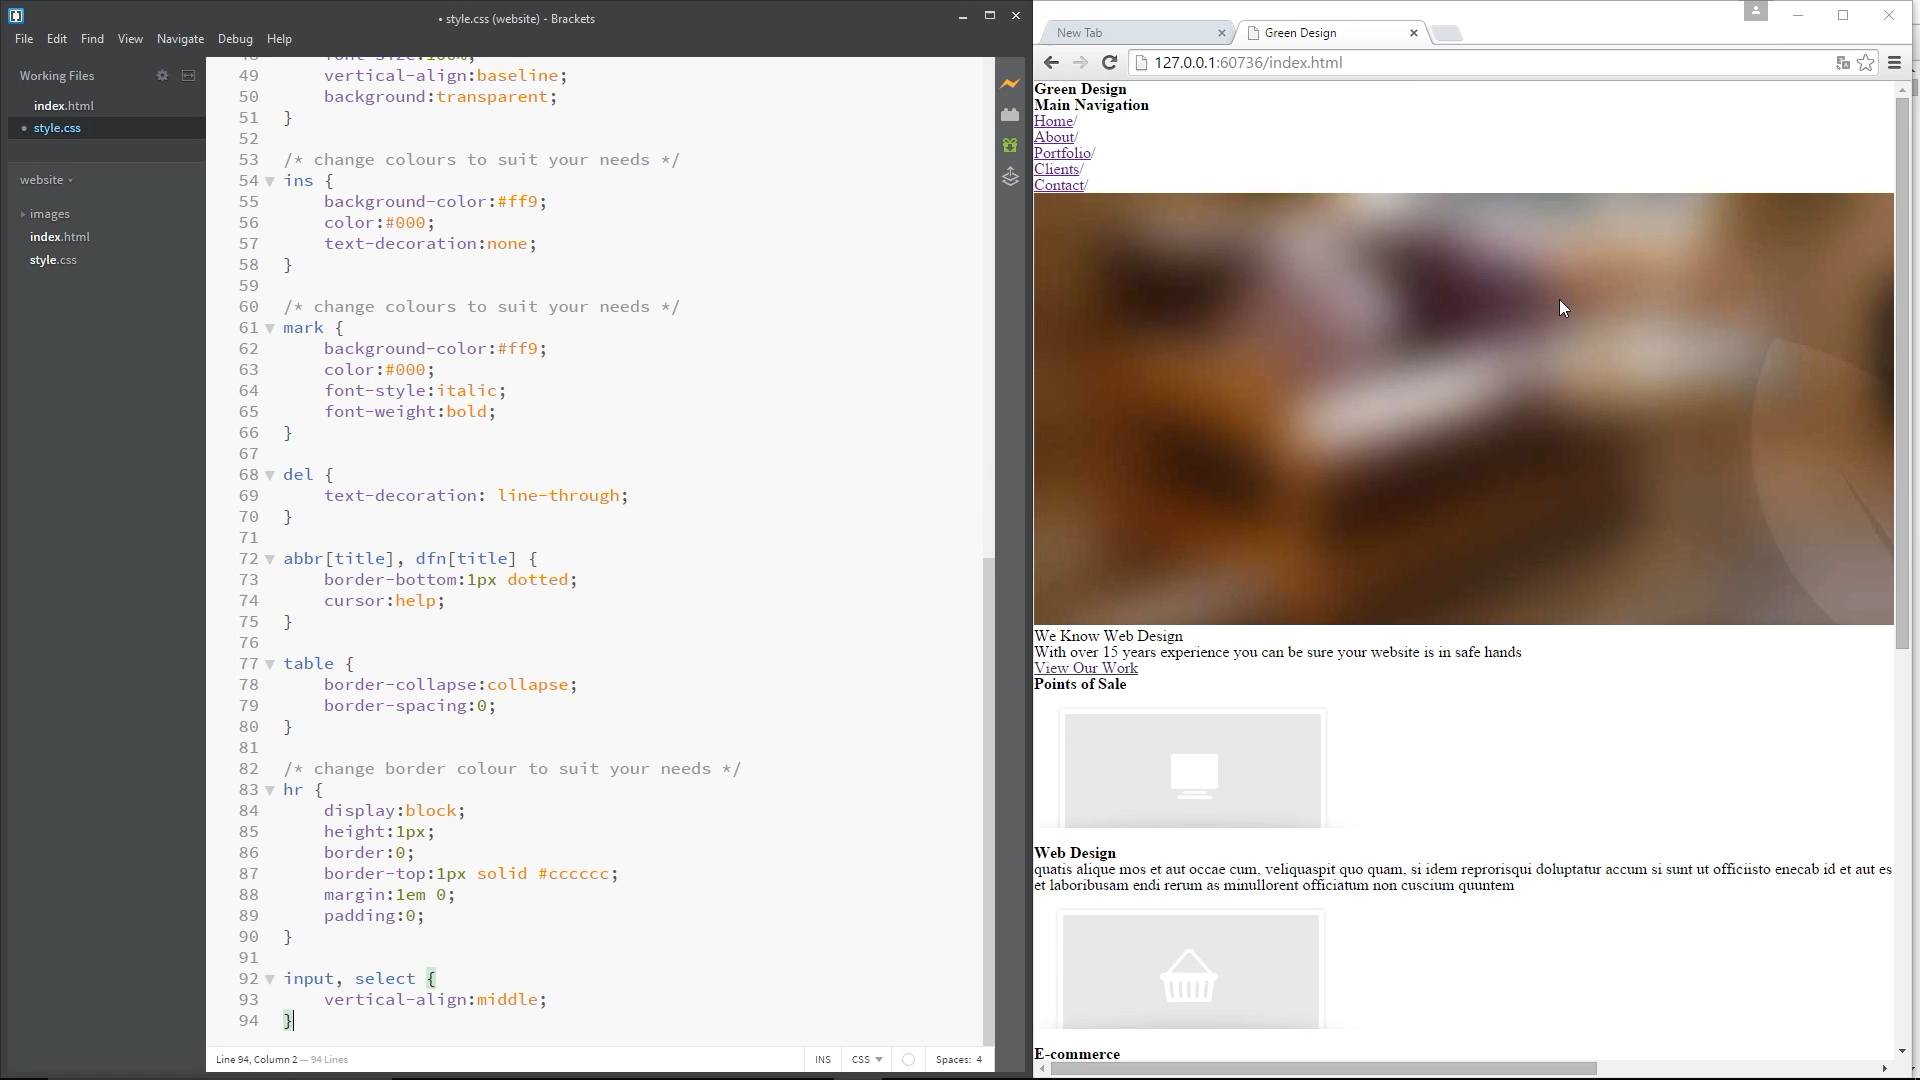 • style.css (website) - Brackets
File Edit Find View Navigate Debug Help
Working Files
index.html
• style.css
website
images
index.html
style.css
49 vertical-align:baseline;
50 background:transparent;
51 }
52
53 /* change colours to suit your needs */
54 ins {
55 background-color:#ff9;
56 color:#000;
57 text-decoration:none;
58 }
59
60 /* change colours to suit your needs */
61 mark {
62 background-color:#ff9;
63 color:#000;
64 font-style:italic;
65 font-weight:bold;
66 }
67
68 del {
69 text-decoration: line-through;
70 }
71
72 abbr[title], dfn[title] {
73 border-bottom:1px dotted;
74 cursor:help;
75 }
76
77 table {
78 border-collapse:collapse;
79 border-spacing:0;
80 }
81
82 /* change border colour to suit your needs */
83 hr {
84 display:block;
85 height:1px;
86 border:0;
87 border-top:1px solid #cccccc;
88 margin:1em 0;
89 padding:0;
90 }
91
92 input, select {
93 vertical-align:middle;
94 }
Line 94, Column 2 — 94 Lines
INS CSS Spaces: 4
New Tab
Green Design
127.0.0.1:60736/index.html
Green Design
Main Navigation
Home/
About/
Portfolio/
Clients/
Contact/
We Know Web Design
With over 15 years experience you can be sure your website is in safe hands
View Our Work
Points of Sale
Web Design
quatis alique mos et aut occae cum, veliquaspit quo quam, si idem reprorisqui doluptatur accum si sunt ut officiisto enecab id et aut es
et laboribusam endi rerum as minullorent officiatum non cuscium quuntem
E-commerce